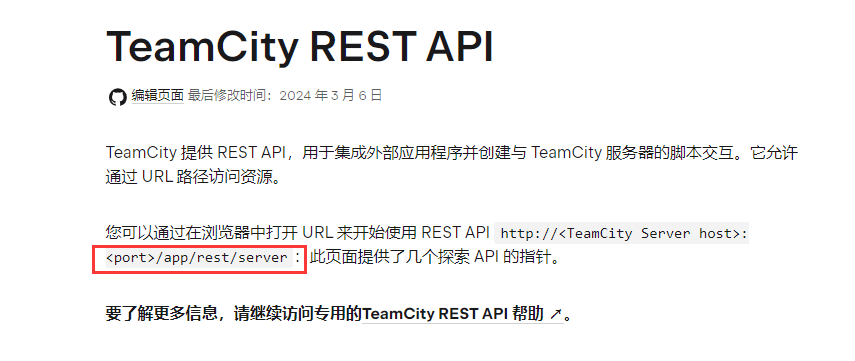 TeamCity REST API
编辑页面 最后修改时间：2024 年 3 月 6 日
TeamCity 提供 REST API，用于集成外部应用程序并创建与 TeamCity 服务器的脚本交互。它允许
通过 URL 路径访问资源。
您可以通过在浏览器中打开 URL 来开始使用 REST API http://<TeamCity Server host>:
<port>/app/rest/server ：此页面提供了几个探索 API 的指针。
要了解更多信息，请继续访问专用的TeamCity REST API 帮助 ↗。